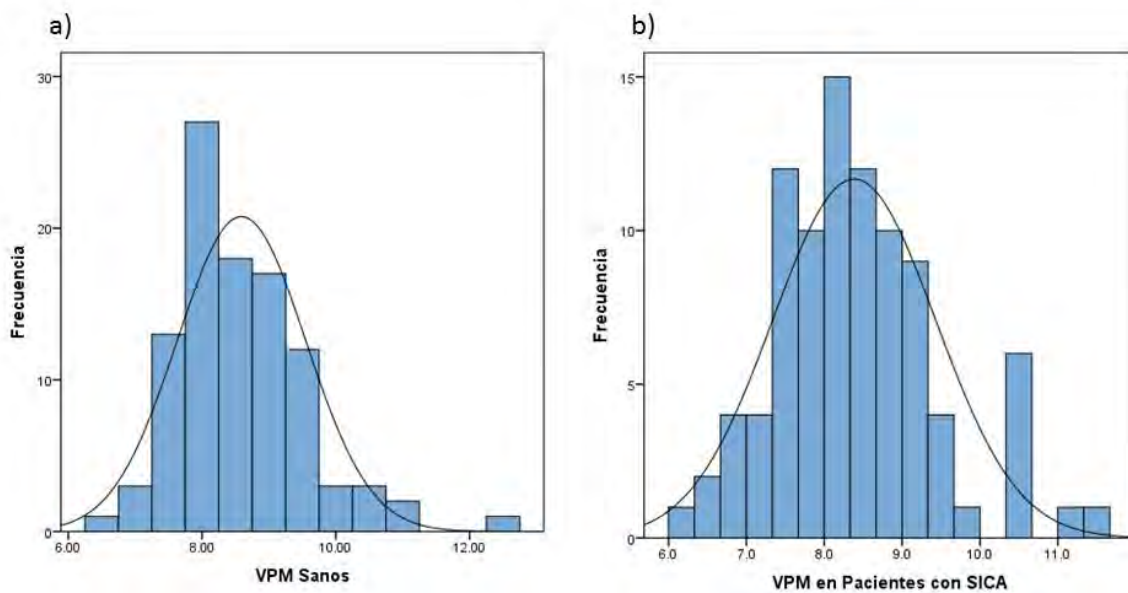 a)
30
20
10
0
Frecuencia
6.00 8.00 10.00 12.00
VPM Sanos
b)
15
10
5
0
Frecuencia
6.0 7.0 8.0 9.0 10.0 11.0
VPM en Pacientes con SICA